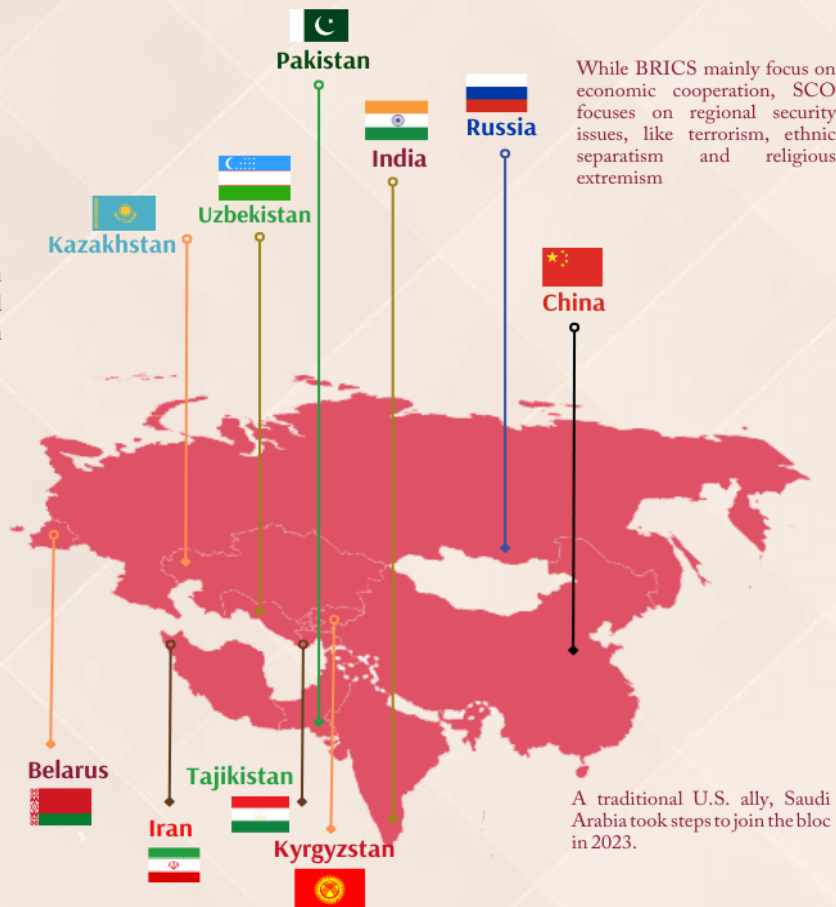 Pakistan
While BRICS mainly focus on
economic cooperation, SCO
focuses on regional security
issues, like terrorism, ethnic
separatism and religious
extremism
Russia
India
Uzbekistan
Kazakhstan
China
Belarus
Tajikistan
Iran
Kyrgyzstan
A traditional U.S. ally, Saudi
Arabia took steps to join the bloc
in 2023.